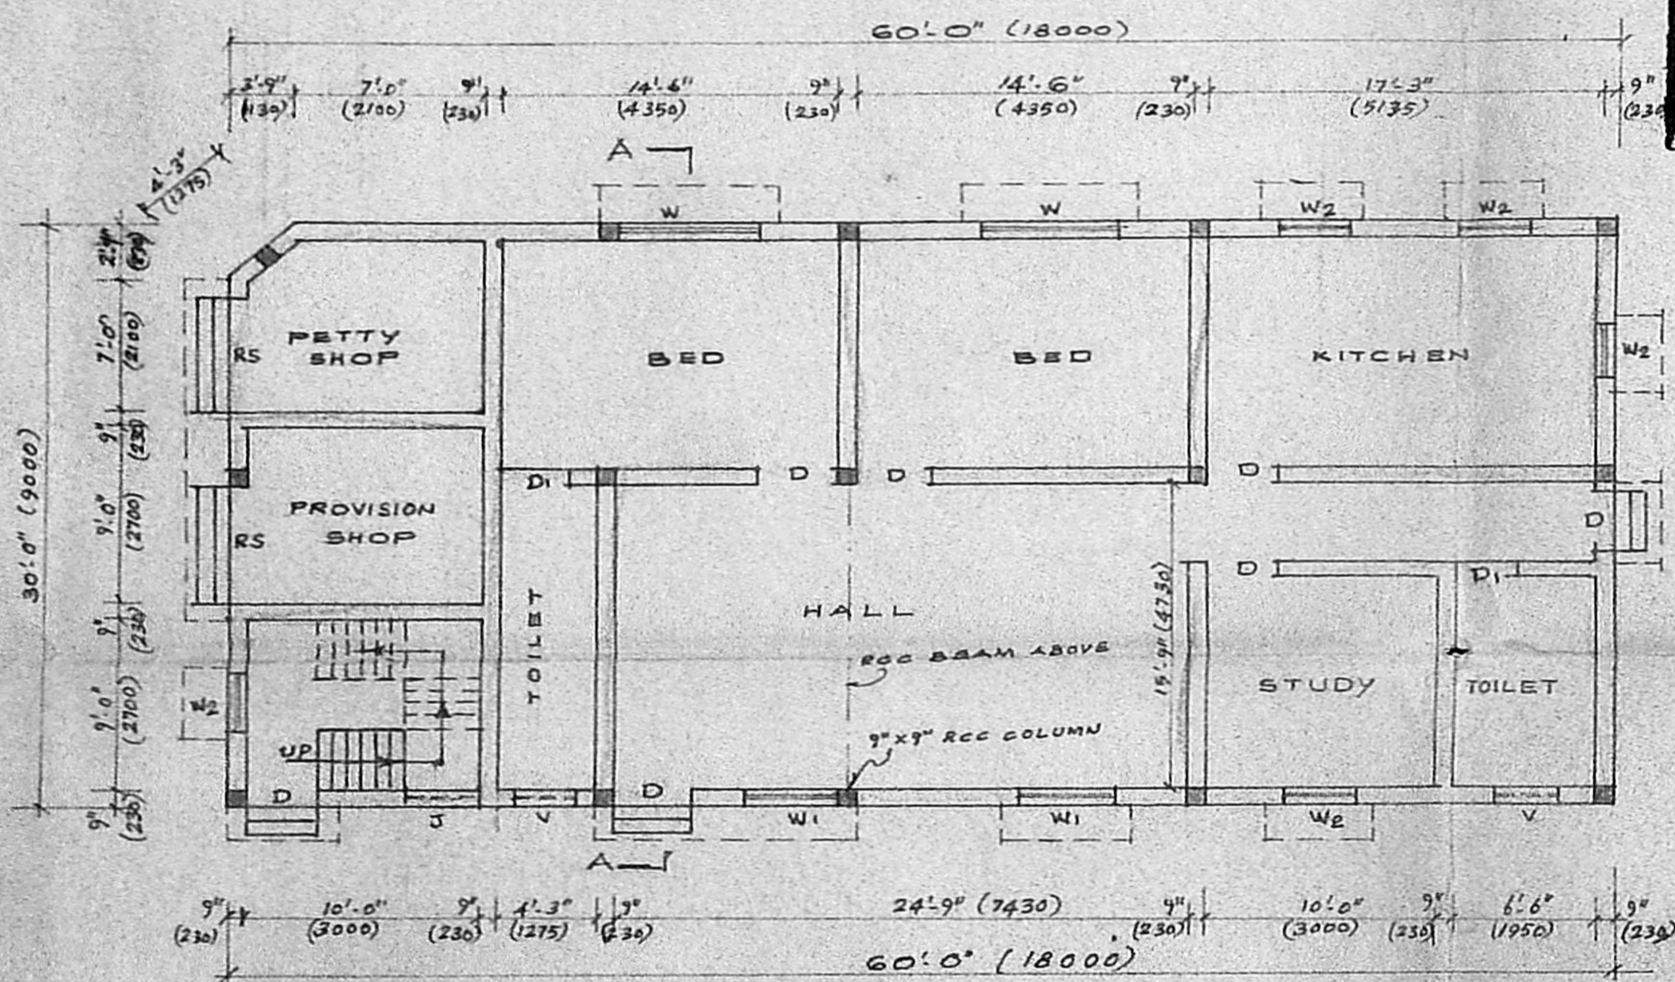 60'-0" (18000)
3'-9" 7'-0" 9" 14'-6" 9" 14'-6" 9" 17'-3" 9"
(1130) (2100) (230) (4350) (230) (4350) (230) (5135) (230
A
4'-3"
(1275)
W W W2 W2
30'-0" (9000)
7'-0"
(2100)
9"
(230)
9'-0"
(2700)
9"
(230)
9'-0"
(2700)
9"
(230)
RS PETTY
SHOP
BED BED KITCHEN W2
D1 D D D
RS PROVISION
SHOP
D
D D1
TOILET
HALL
RCC BEAM ABOVE
15'-9" (4730)
STUDY TOILET
W2
UP
9"X9" RCC COLUMN
D J V D W1 W1 W2 V
A
9" 10'-0" 9" 4'-3" 9" 24'-9" (7430) 9" 10'-0" 9" 6'-6" 9"
(230) (3000) (230) (1275) (230) (230) (3000) (230) (1950) (230
60'-0" (18000)